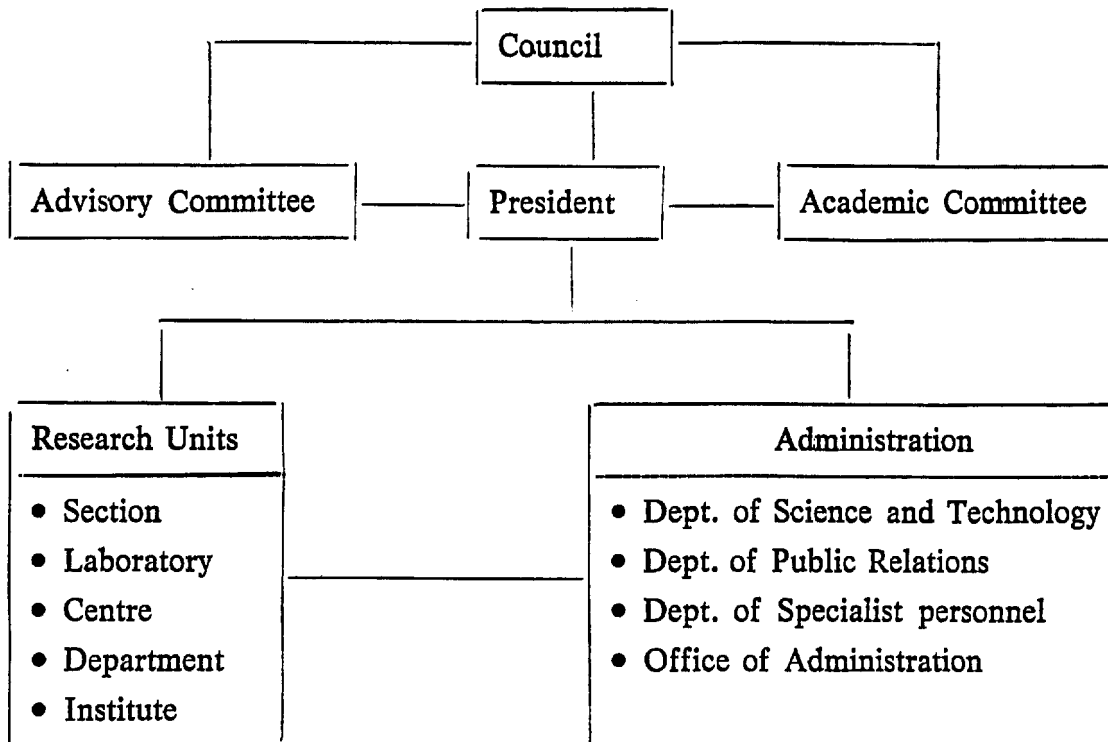 Council
Advisory Committee
President
Academic Committee
Research Units
• Section
• Laboratory
• Centre
• Department
• Institute
Administration
• Dept. of Science and Technology
• Dept. of Public Relations
• Dept. of Specialist personnel
• Office of Administration